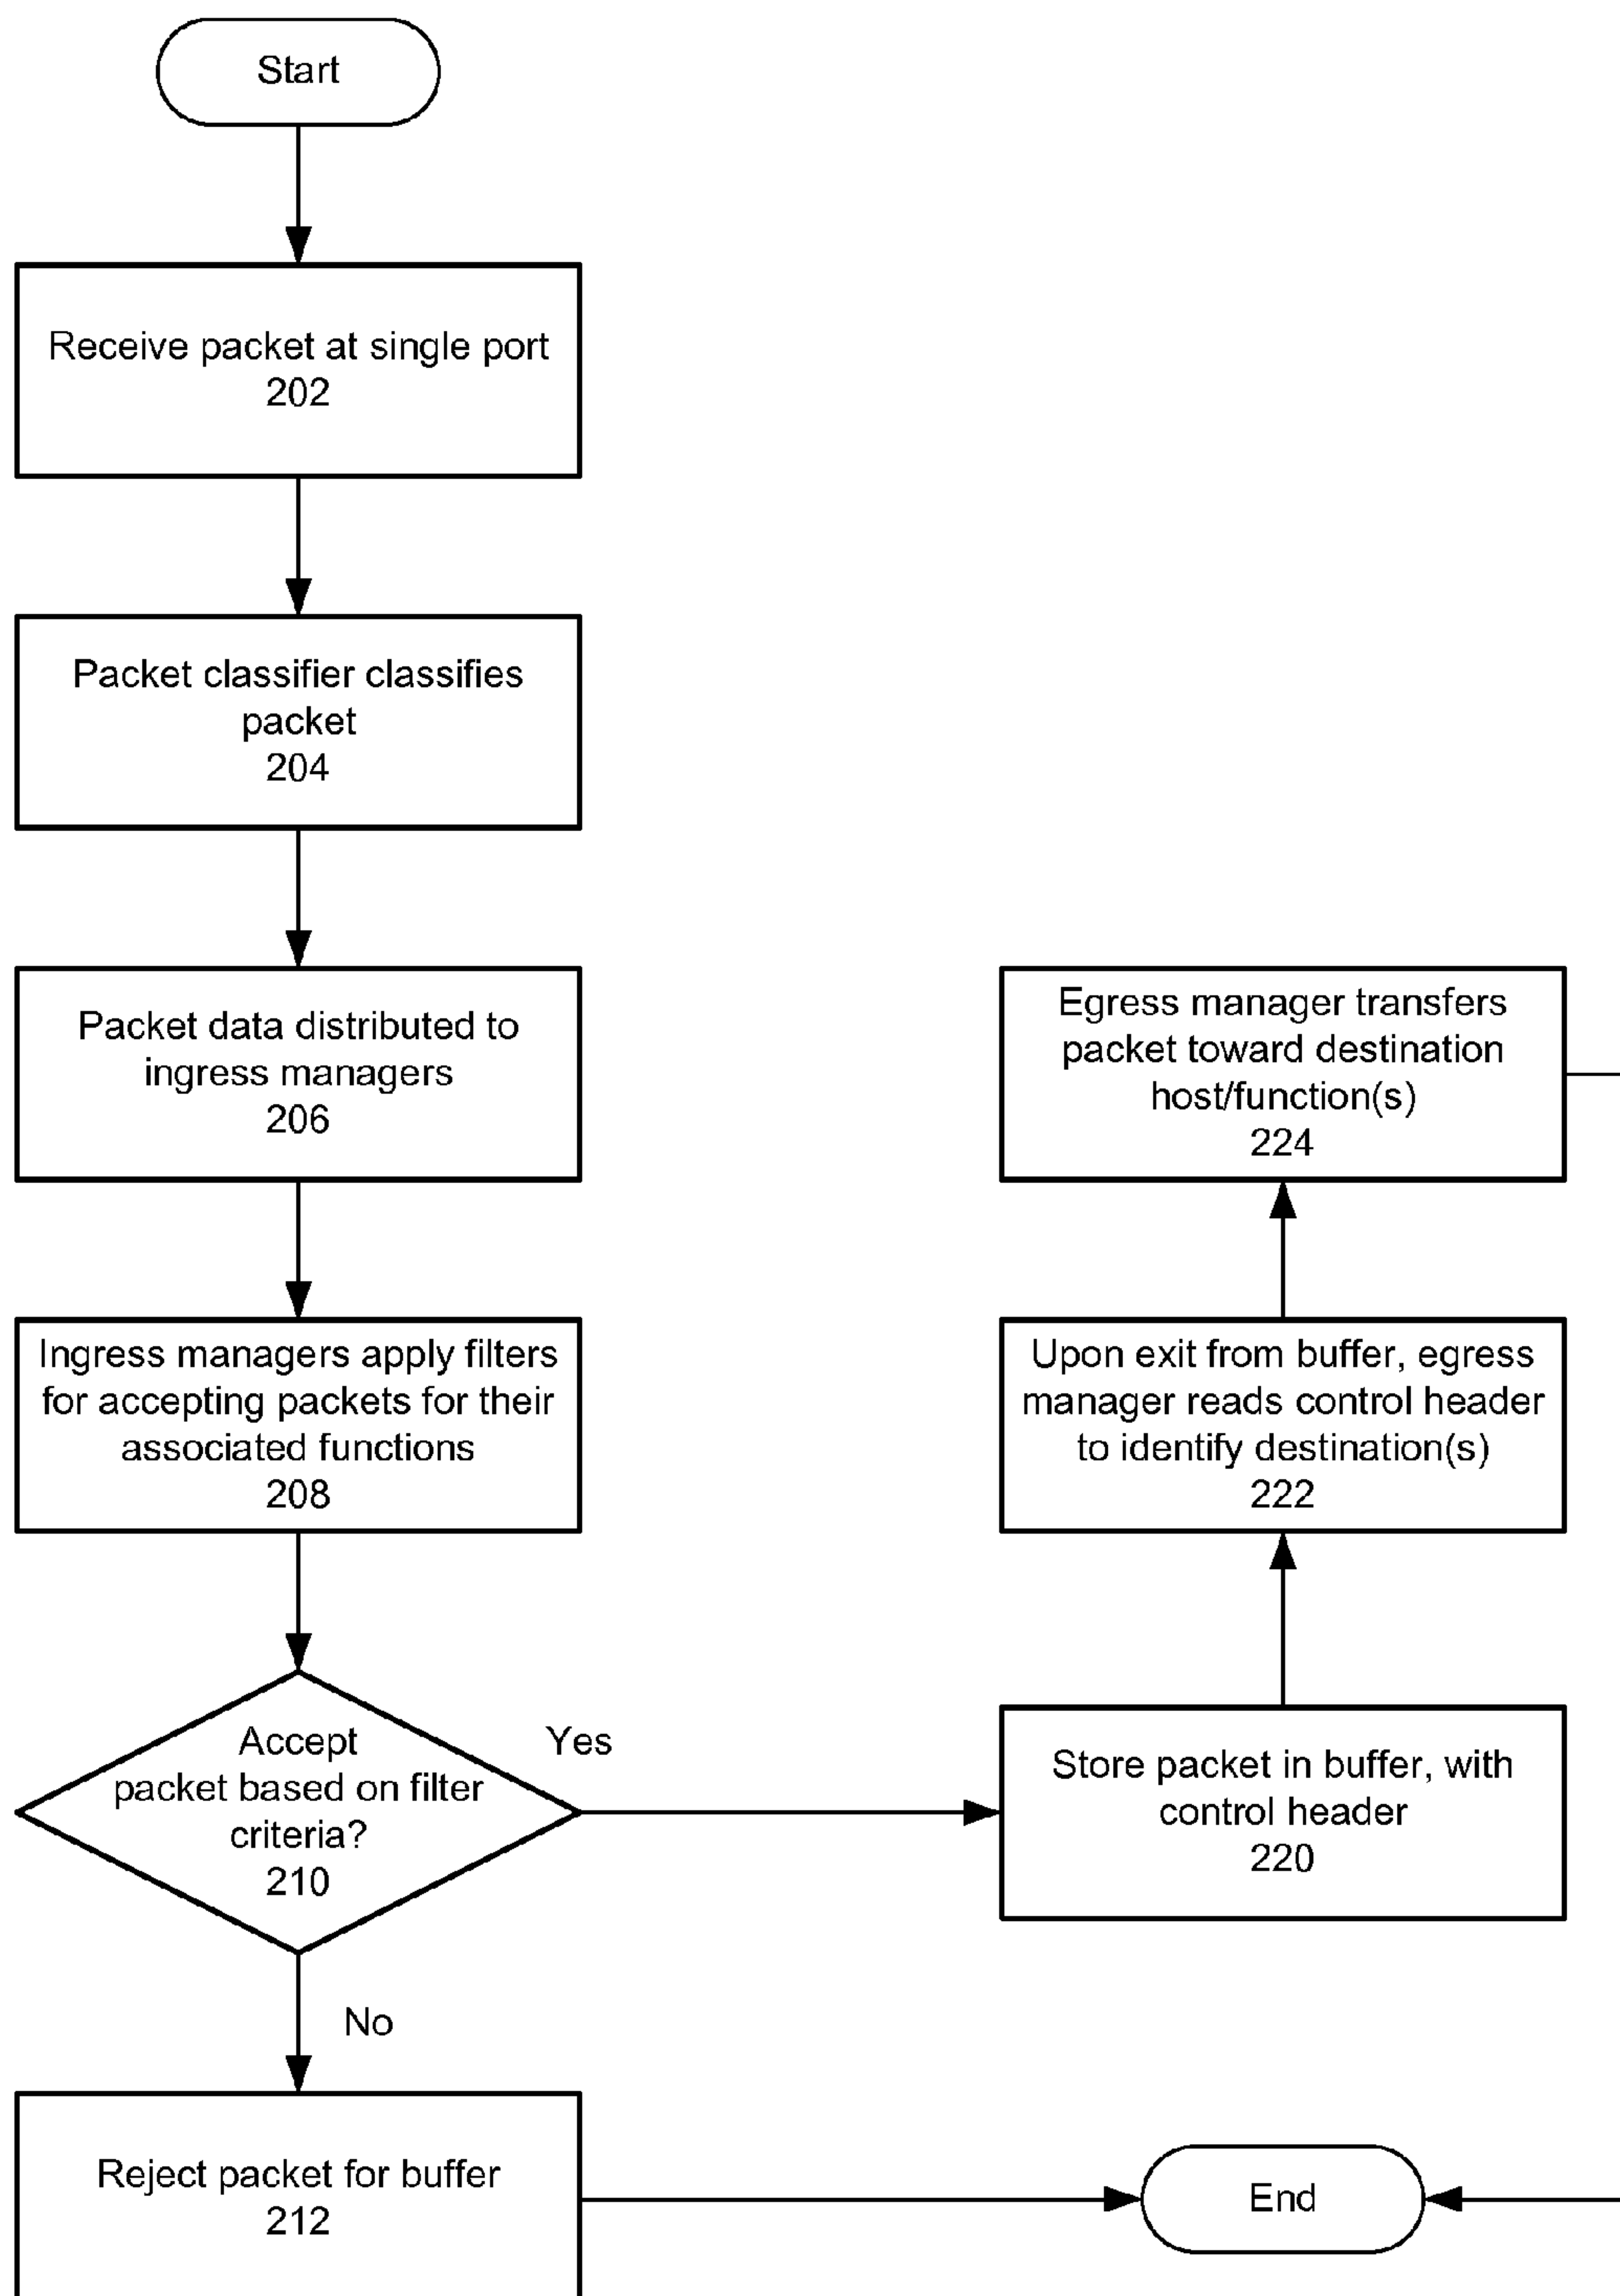 Start
Receive packet at single port
202
Packet classifier classifies
packet
204
Packet data distributed to
ingress managers
206
Ingress managers apply filters
for accepting packets for their
associated functions
208
Accept
packet based on filter
criteria?
210
Yes
No
Reject packet for buffer
212
Store packet in buffer, with
control header
220
Upon exit from buffer, egress
manager reads control header
to identify destination(s)
222
Egress manager transfers
packet toward destination
host/function(s)
224
End